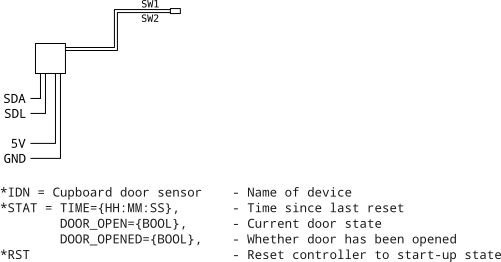 SW1
SW2
SDA
SDL
5V
GND
*IDN = Cupboard door sensor - Name of device
*STAT = TIME={HH:MM:SS}, - Time since last reset
DOOR_OPEN={BOOL}, - Current door state
DOOR_OPENED={BOOL}, - Whether door has been opened
*RST - Reset controller to start-up state